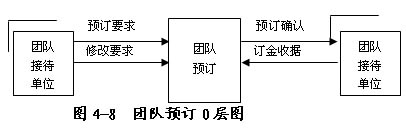 预订要求
修改要求
预订确认
订金收据
团队
接待
单位
团队
预订
团队
接待
单位
图 4-8 团队预订 0 层图